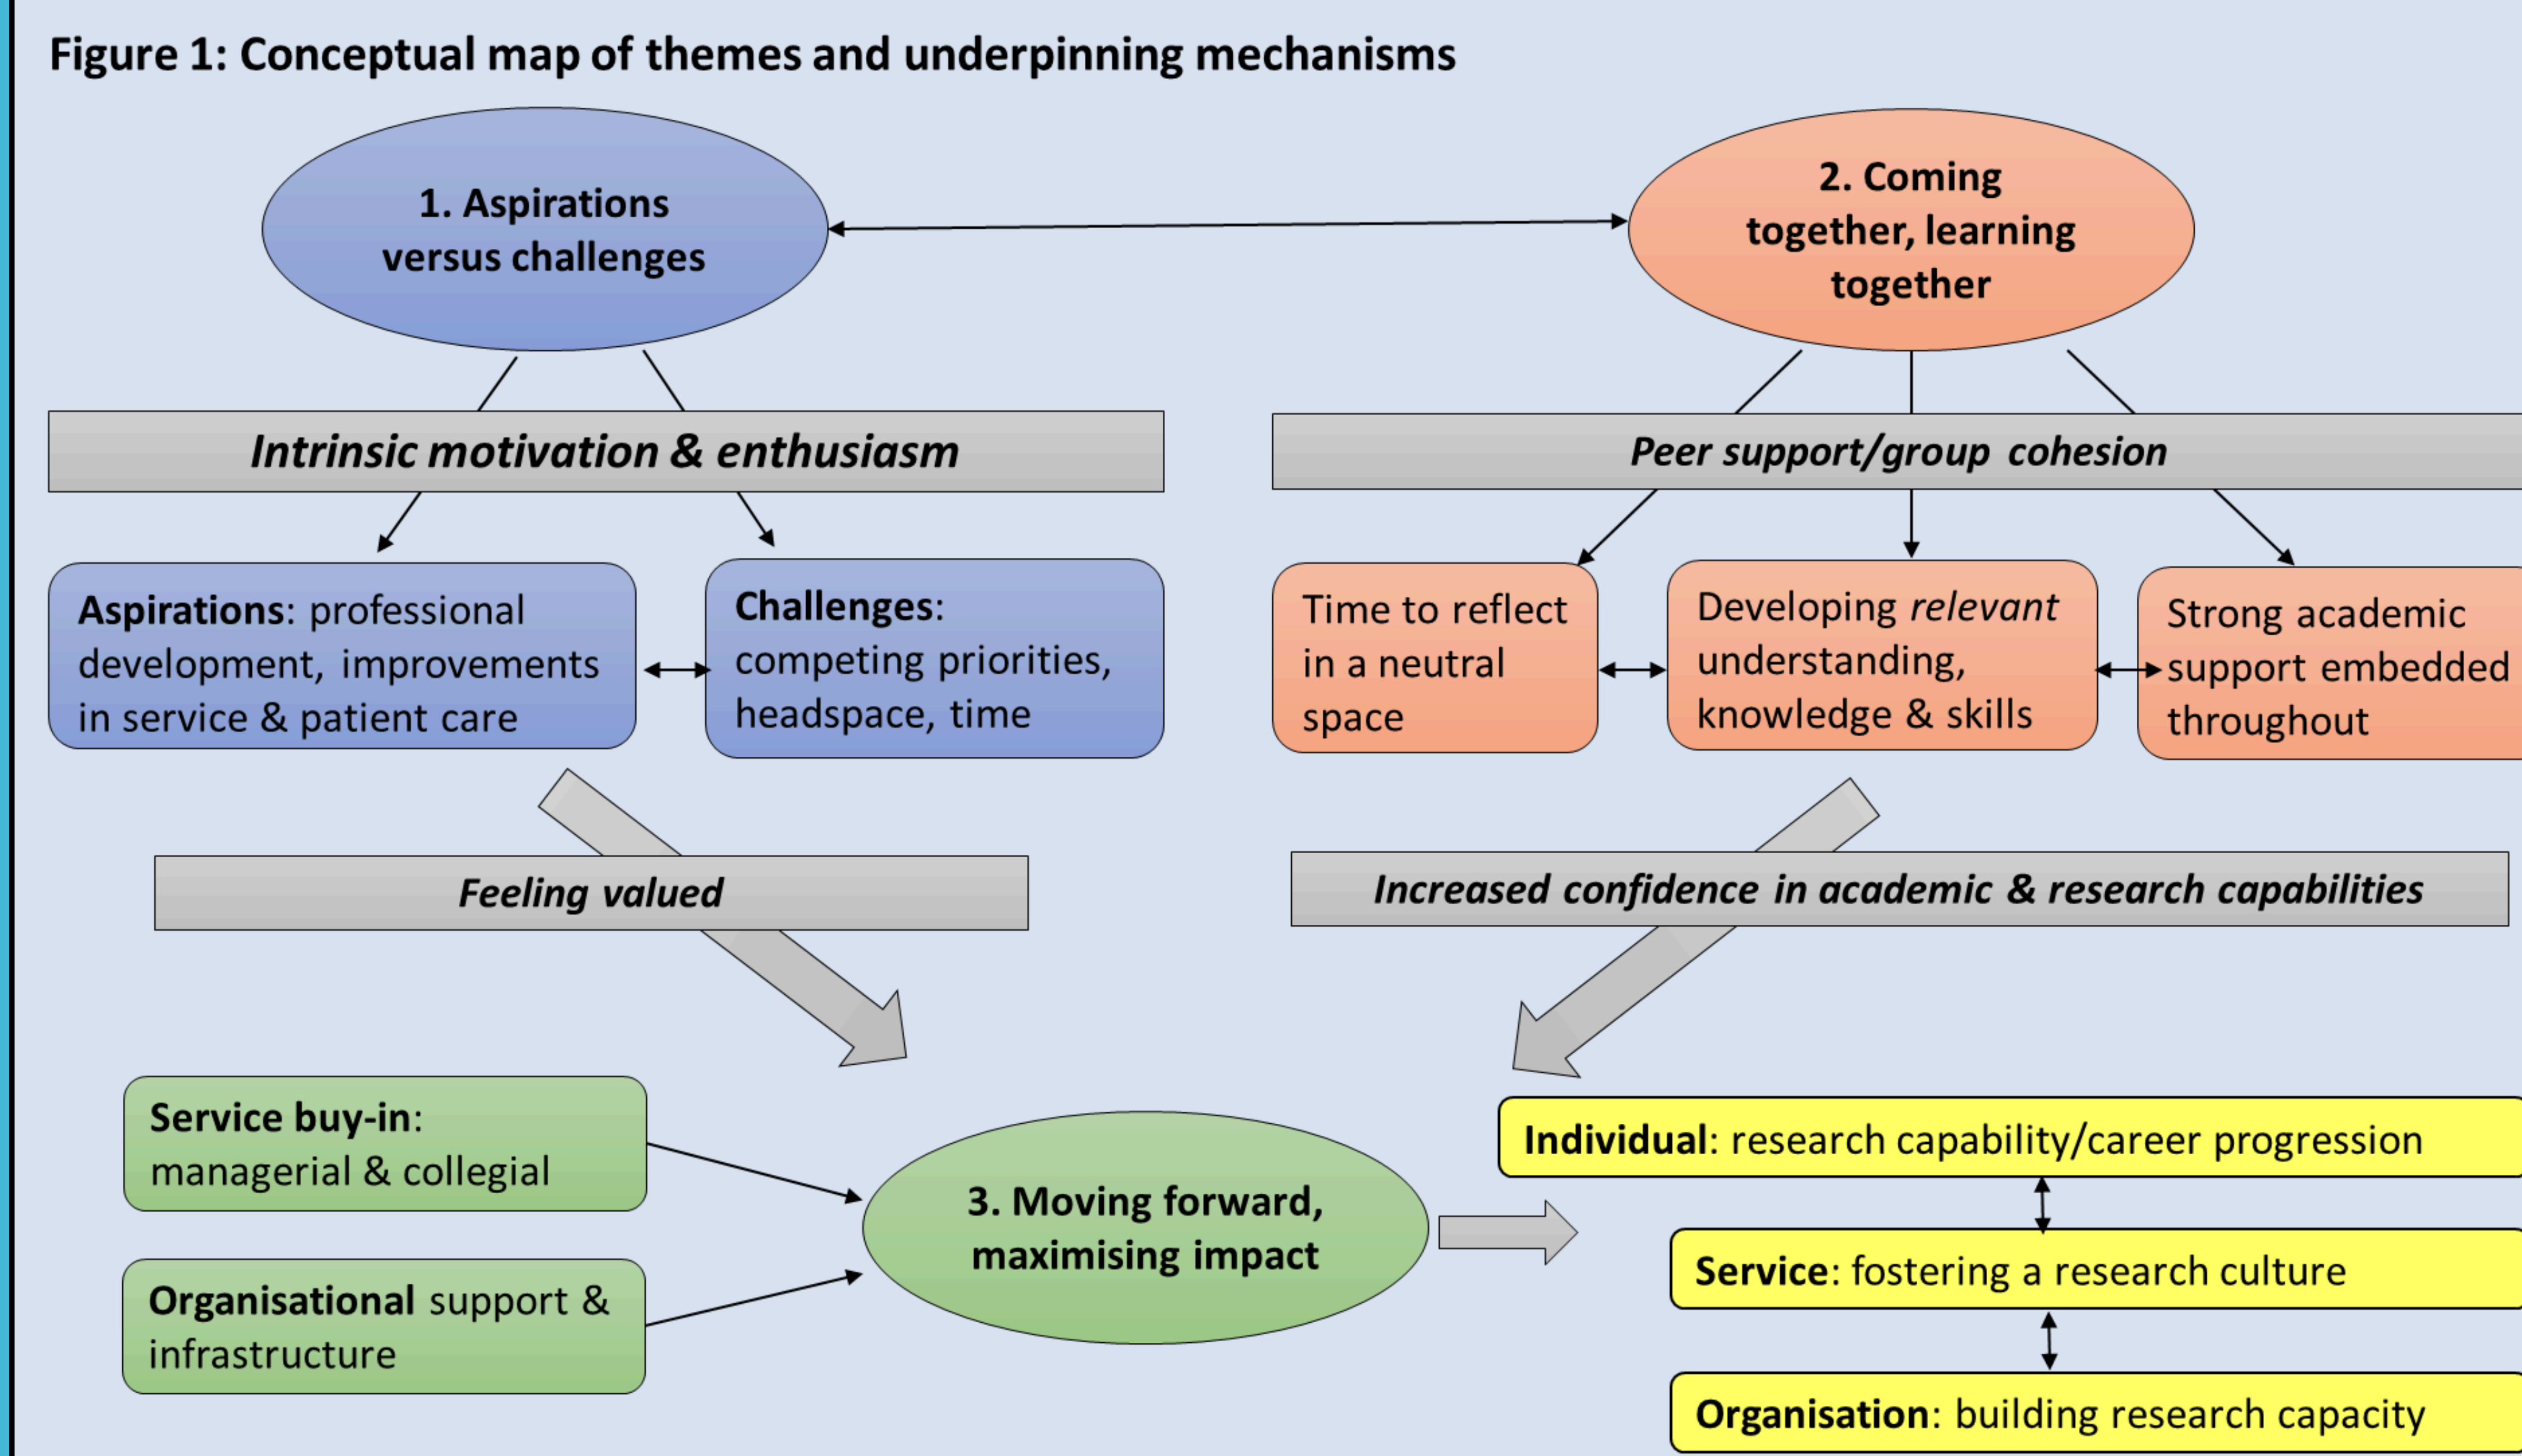 Figure 1: Conceptual map of themes and underpinning mechanisms
1. Aspirations
versus challenges
2. Coming
together, learning
together
Intrinsic motivation & enthusiasm
Peer support/group cohesion
Aspirations: professional
development, improvements
in service & patient care
Challenges:
competing priorities,
headspace, time
Time to reflect
in a neutral
space
Developing relevant
understanding,
knowledge & skills
Strong academic
support embedded
throughout
Feeling valued
Increased confidence in academic & research capabilities
Service buy-in:
managerial & collegial
Organisational support &
infrastructure
3. Moving forward,
maximising impact
Individual: research capability/career progression
Service: fostering a research culture
Organisation: building research capacity